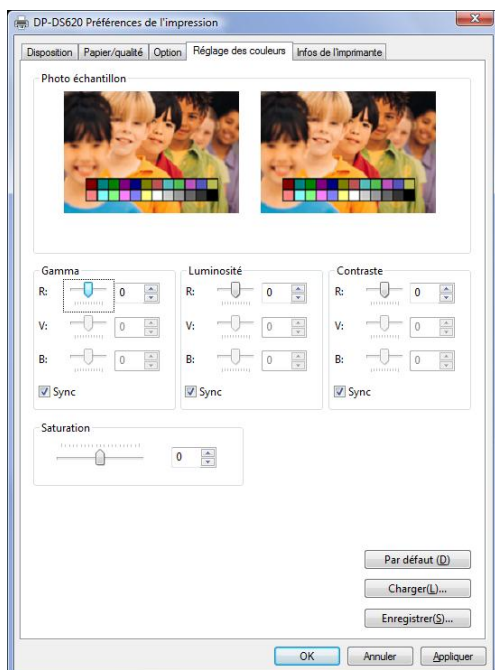 DP-DS620 Préférences de l'impression
Disposition Papier/qualité Option Réglage des couleurs Infos de l'Imprimante
Photo échantillon
Gamma
R: 0
V: 0
B: 0
Sync
Luminosité
R: 0
V: 0
B: 0
Sync
Contraste
R: 0
V: 0
B: 0
Sync
Saturation
0
Par défaut (D)
Charger(L)...
Enregistrer(S)...
OK Annuler Appliquer